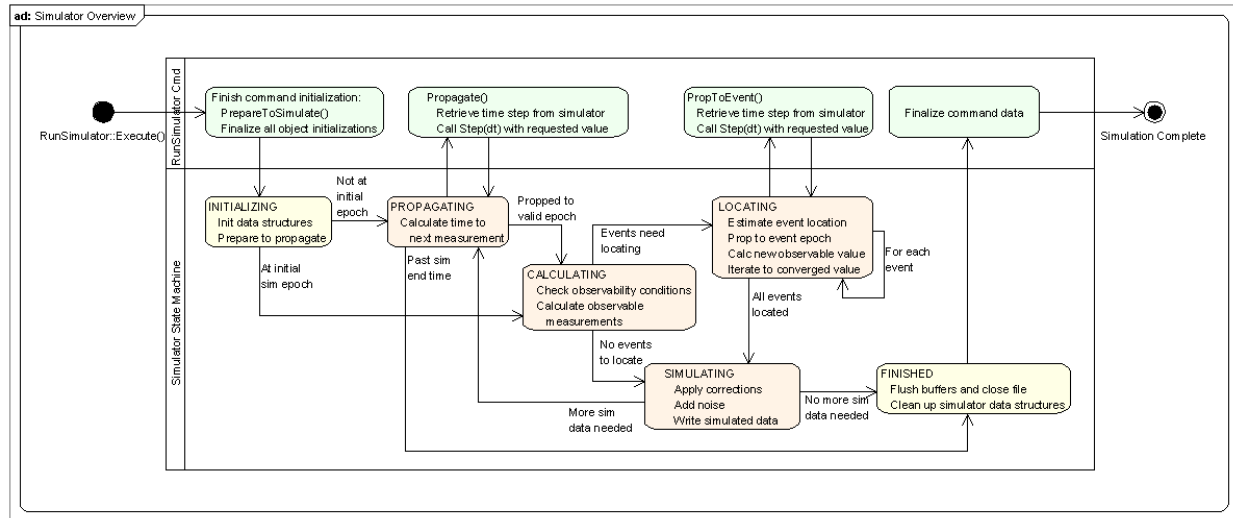 ad: Simulator Overview
RunSimulator Cmd
Finish command initialization:
PrepareToSimulate()
Finalize all object initializations
Propagate()
Retrieve time step from simulator
Call Step(dt) with requested value
PropToEvent()
Retrieve time step from simulator
Call Step(dt) with requested value
Finalize command data
RunSimulator::Execute()
Simulation Complete
Simulator State Machine
INITIALIZING
Init data structures
Prepare to propagate
Not at
initial
epoch
PROPAGATING
Calculate time to
next measurement
Propped to
valid epoch
Events need
locating
LOCATING
Estimate event location
Prop to event epoch
Calc new observable value
Iterate to converged value
For each
event
At initial
sim epoch
Past sim
end time
CALCULATING
Check observability conditions
Calculate observable
measurements
All events
located
No events
to locate
SIMULATING
Apply corrections
Add noise
Write simulated data
More sim
data needed
No more sim
data needed
FINISHED
Flush buffers and close file
Clean up simulator data structures